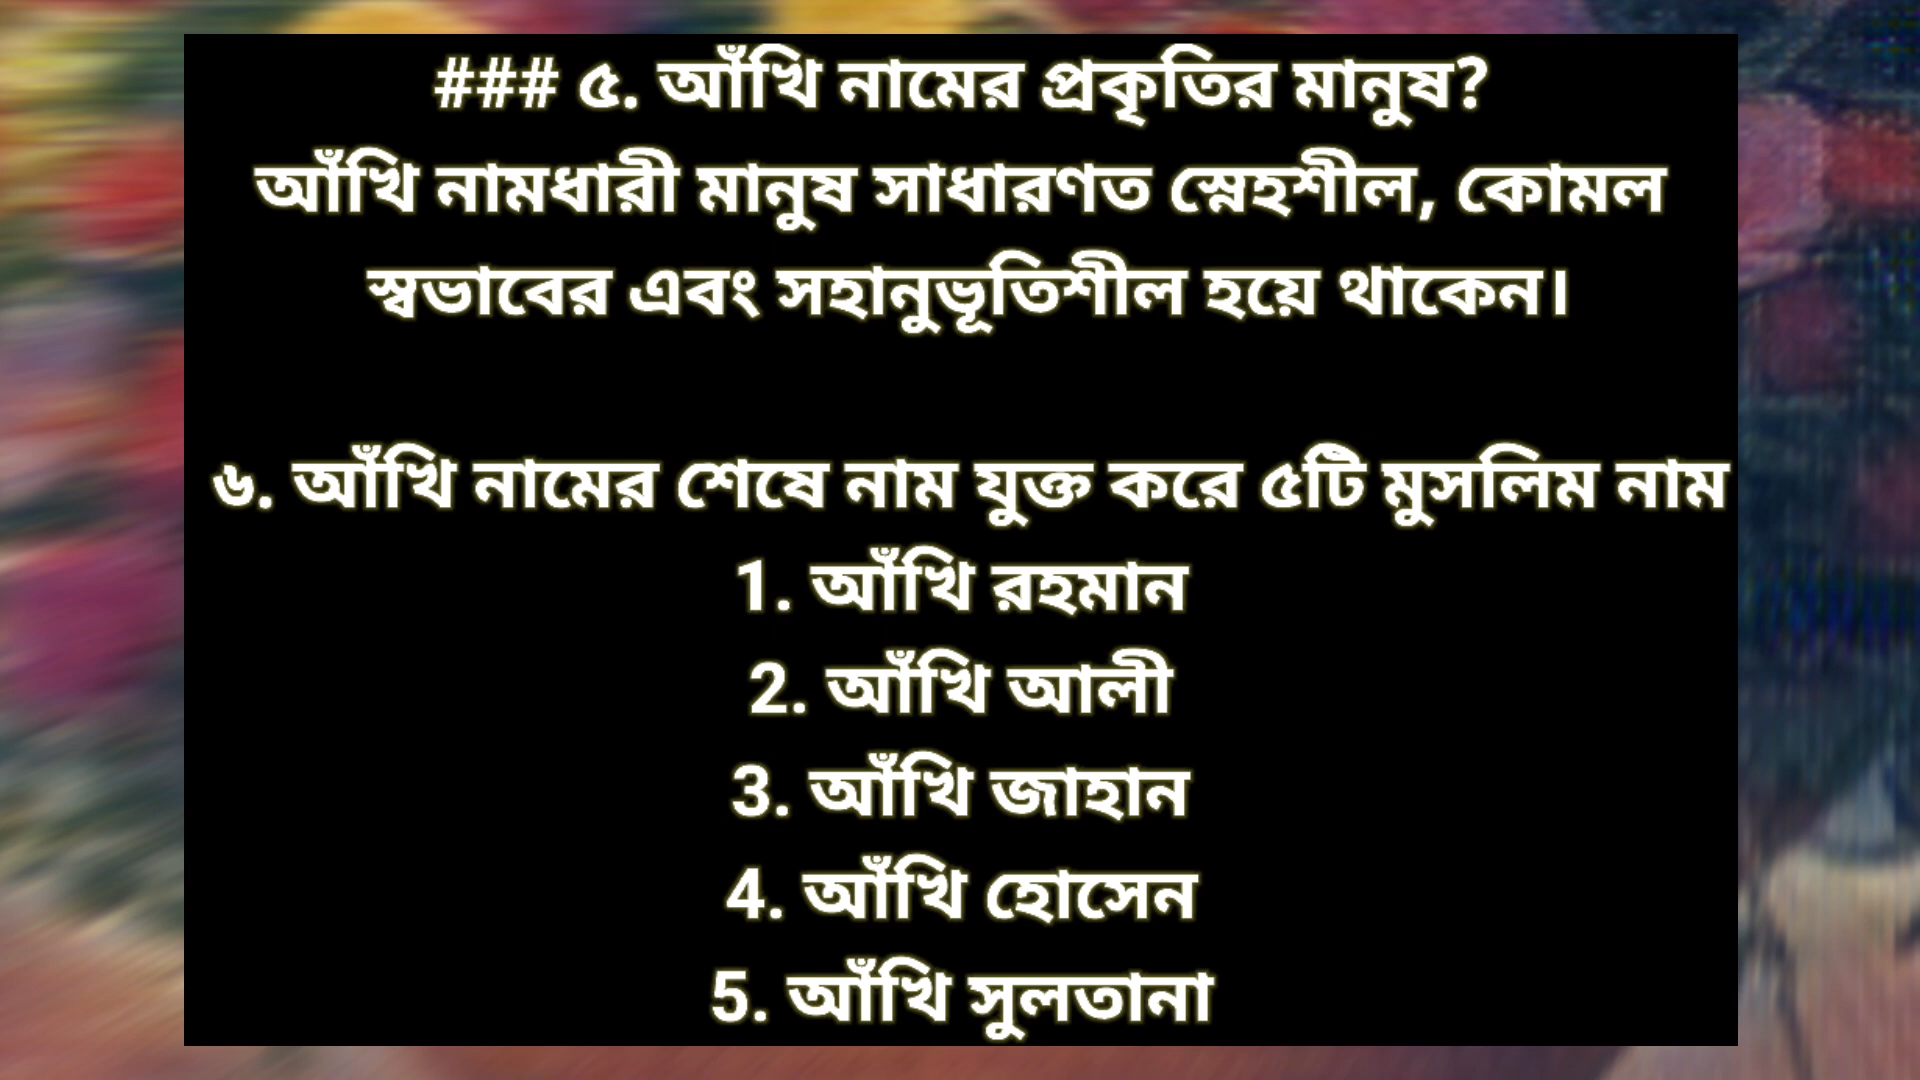 ### ৫. আঁখি নামের প্রকৃতির মানুষ?
আঁখি নামধারী মানুষ সাধারণত স্নেহশীল, কোমল
স্বভাবের এবং সহানুভূতিশীল হয়ে থাকেন।
৬. আঁখি নামের শেষে নাম যুক্ত করে ৫টি মুসলিম নাম
1. আঁখি রহমান
2. আঁখি আলী
3. আঁখি জাহান
4. আঁখি হোসেন
5. আঁখি সুলতানা